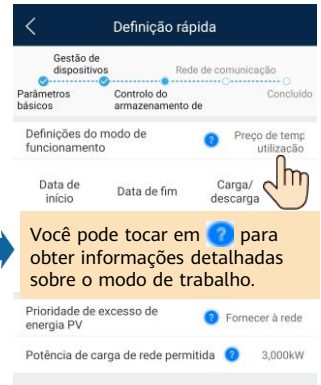 Definição rápida
Gestão de
dispositivos
Rede de comunicação
Parâmetros
básicos
Controlo do
armazenamento de
Concluído
Definições do modo de
funcionamento
?
Preço de temp
utilização
Data de
início
Data de fim
Carga/
descarga
Você pode tocar em ? para
obter informações detalhadas
sobre o modo de trabalho.
Prioridade de excesso de
energia PV
?
Fornecer à rede
Potência de carga de rede permitida ? 3,000kW